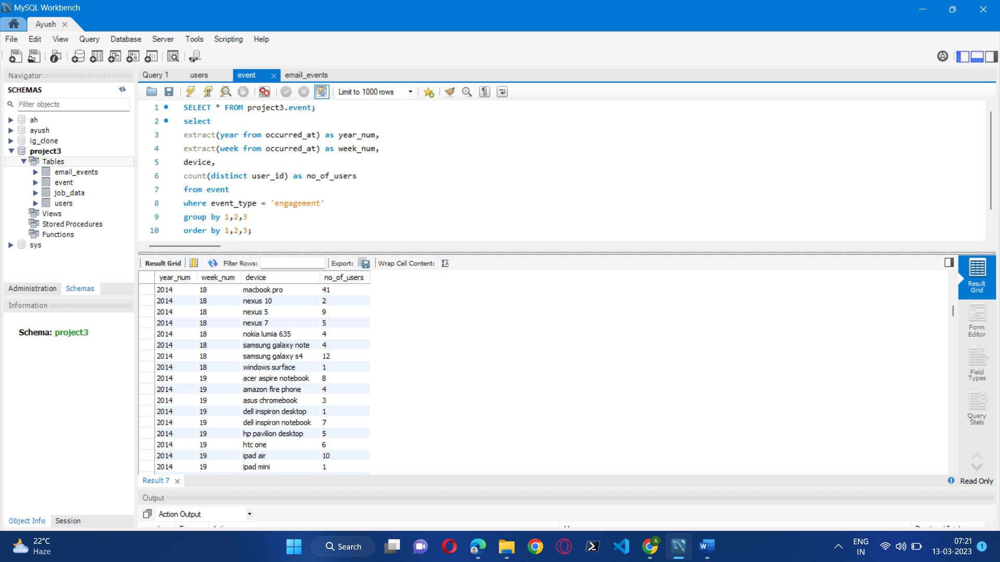 MySQL Workbench
Ayush
File Edit View Query Database Server Tools Scripting Help
Navigator
SCHEMAS
Filter objects
ah
ayush
ig_clone
project3
Tables
email_events
event
job_data
users
Views
Stored Procedures
Functions
sys
Administration Schemas
Information
Schema: project3
Object Info Session
Query 1 users event email_events
Limit to 1000 rows
1 SELECT * FROM project3.event;
2 select
3 extract(year from occurred_at) as year_num,
4 extract(week from occurred_at) as week_num,
5 device,
6 count(distinct user_id) as no_of_users
7 from event
8 where event_type = 'engagement'
9 group by 1,2,3
10 order by 1,2,3;
Result Grid Filter Rows: Export: Wrap Cell Content:
year_num week_num device no_of_users
2014 18 macbook pro 41
2014 18 nexus 10 2
2014 18 nexus 5 9
2014 18 nexus 7 5
2014 18 nokia lumia 635 4
2014 18 samsung galaxy note 4
2014 18 samsung galaxy s4 12
2014 18 windows surface 1
2014 19 acer aspire notebook 8
2014 19 amazon fire phone 4
2014 19 asus chromebook 3
2014 19 dell inspiron desktop 1
2014 19 dell inspiron notebook 7
2014 19 hp pavilion desktop 5
2014 19 htc one 6
2014 19 ipad air 10
2014 19 ipad mini 1
Result Grid
Form Editor
Field Types
Query Stats
Result 7
Read Only
Output
Action Output
22°C
Haze
Search
ENG
IN
07:21
13-03-2023
1